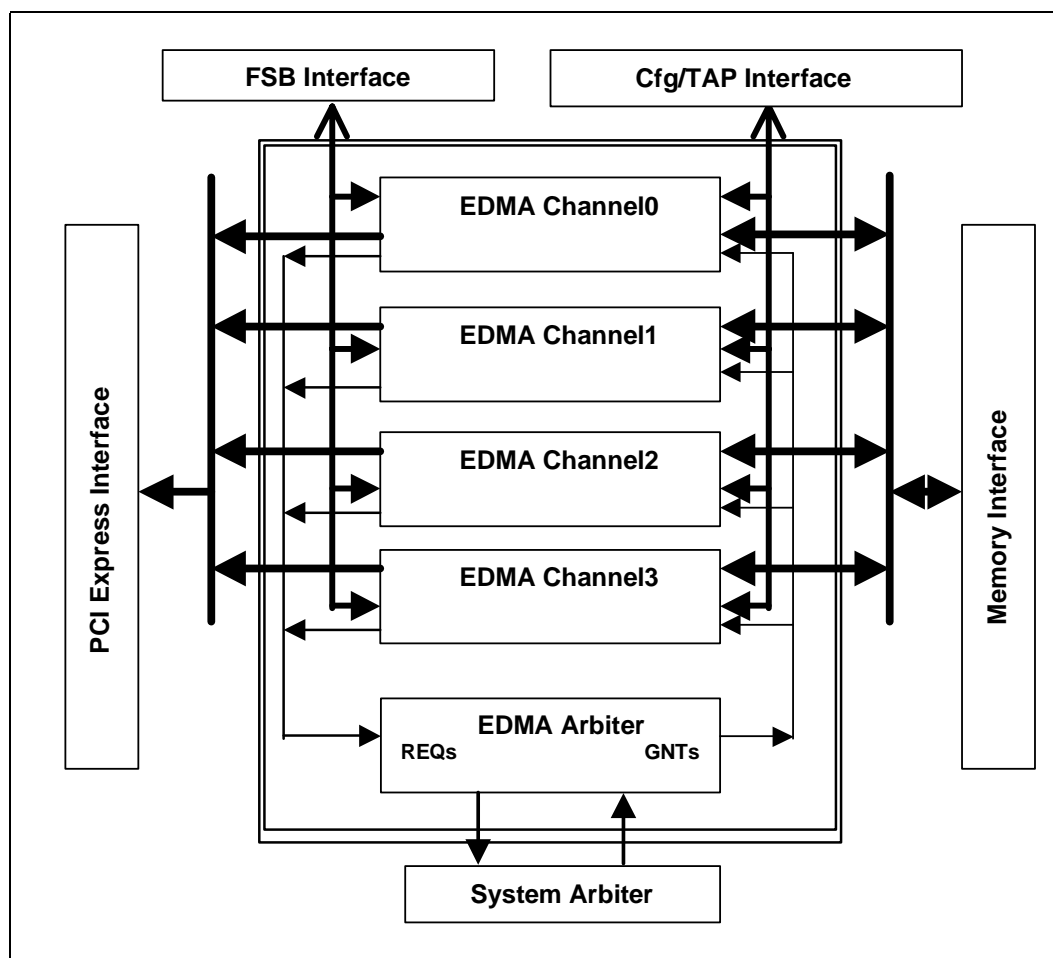 FSB Interface
Cfg/TAP Interface
EDMA Channel0
EDMA Channel1
EDMA Channel2
EDMA Channel3
PCI Express Interface
Memory Interface
EDMA Arbiter
REQs
GNTs
System Arbiter